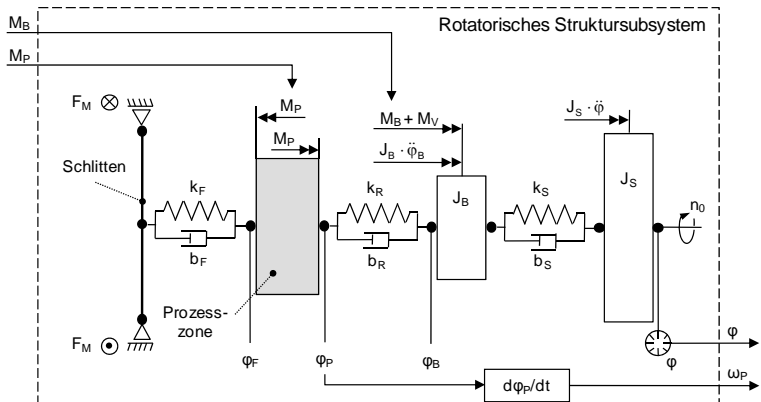 M_B
Rotatorisches Struktursubsystem
M_P
F_M
M_P
M_P
M_B + M_V
J_B · φ̈_B
J_S · φ̈
Schlitten
k_F
k_R
J_B
k_S
J_S
n_0
b_F
b_R
b_S
Prozess-
zone
F_M
φ_F
φ_P
φ_B
φ
φ
dφ_P/dt
ω_P